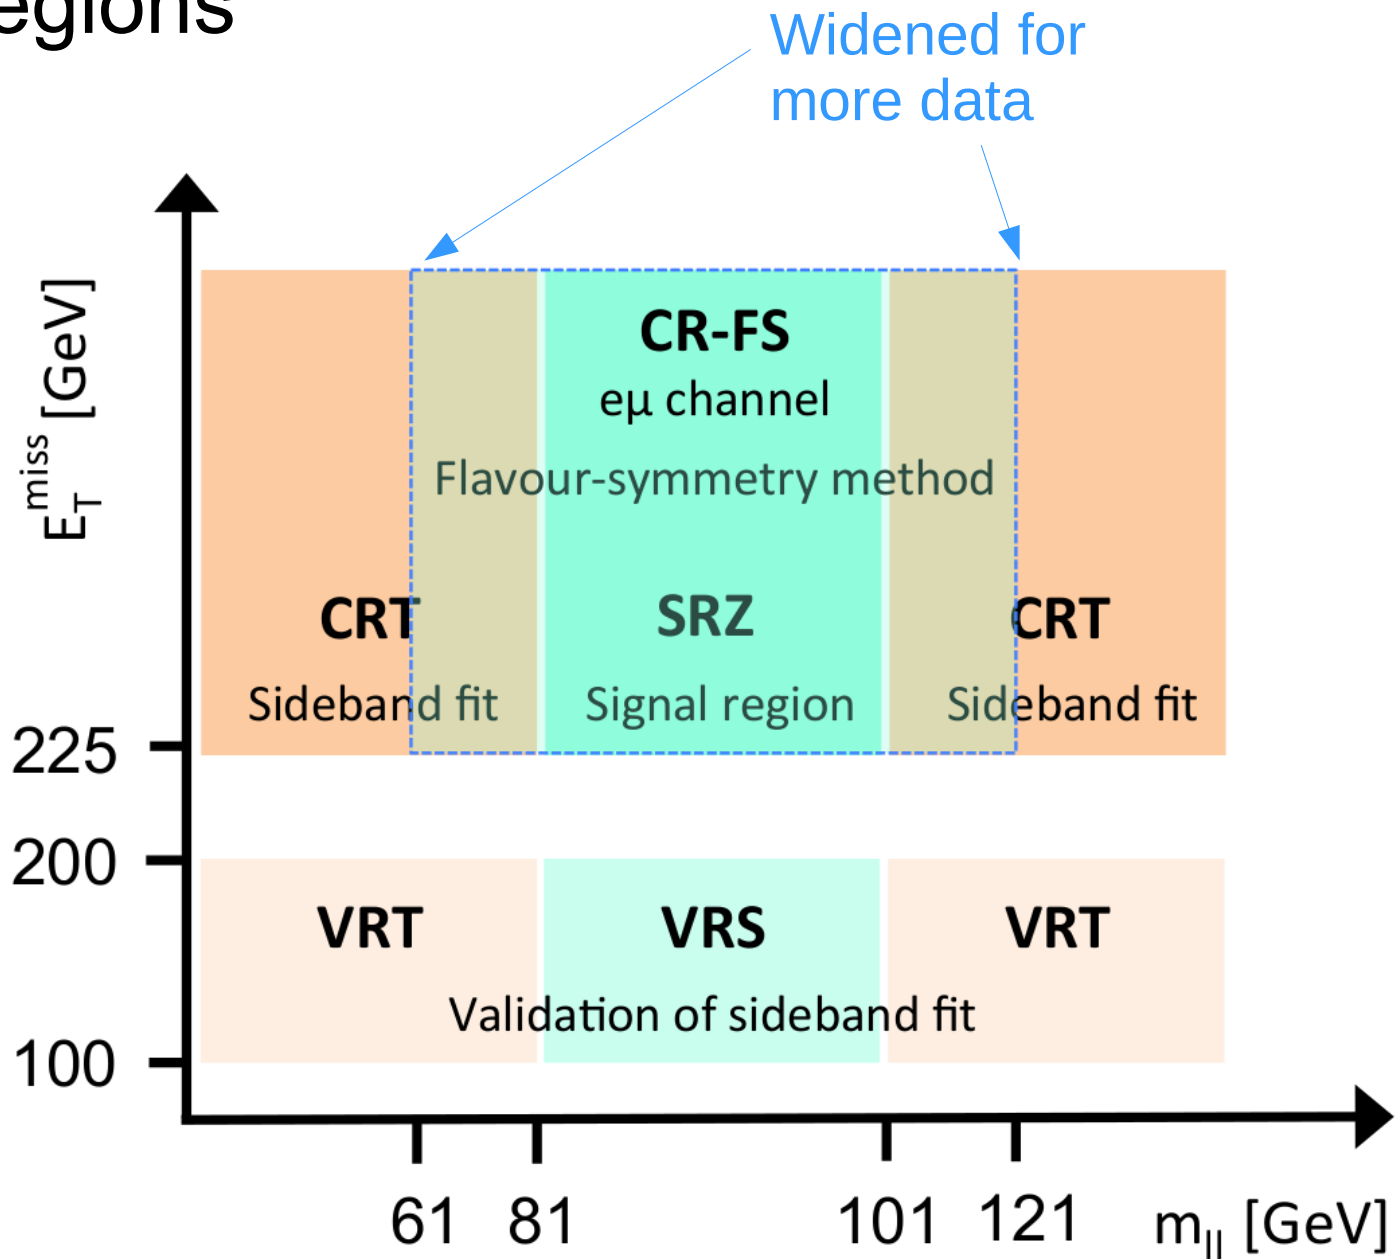 egions
Widened for
more data
E_T^miss [GeV]
CR-FS
eμ channel
Flavour-symmetry method
CRT
SRZ
CRT
Sideband fit
Signal region
Sideband fit
225
200
VRT
VRS
VRT
Validation of sideband fit
100
61
81
101
121
m_ll [GeV]